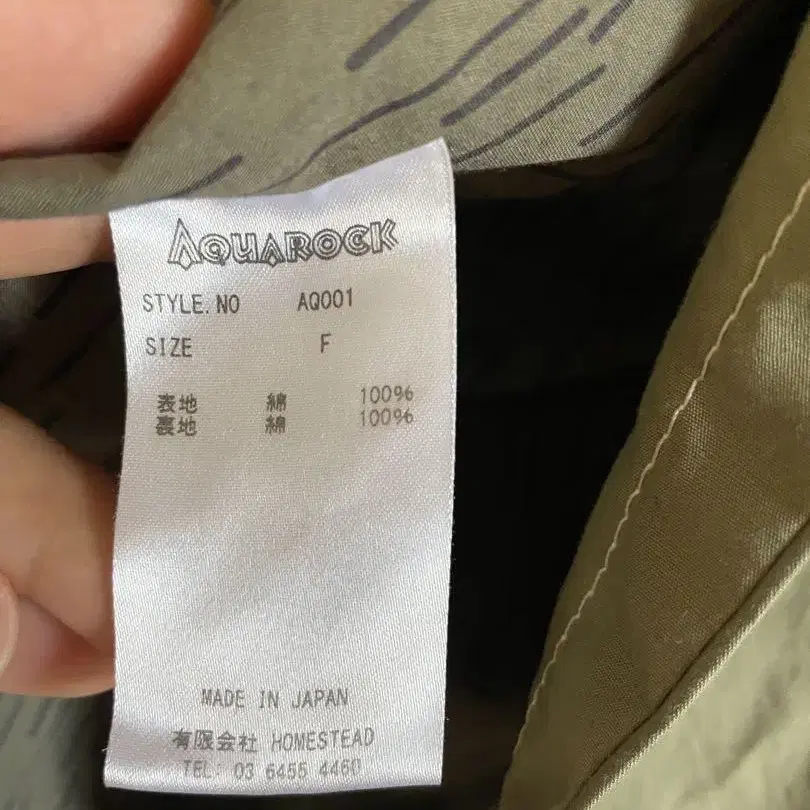 AQUAROCK
STYLE.NO AQ001
SIZE F
表地 綿 100%
裏地 綿 100%
MADE IN JAPAN
有限会社 HOMESTEAD
TEL: 03 6455 4460